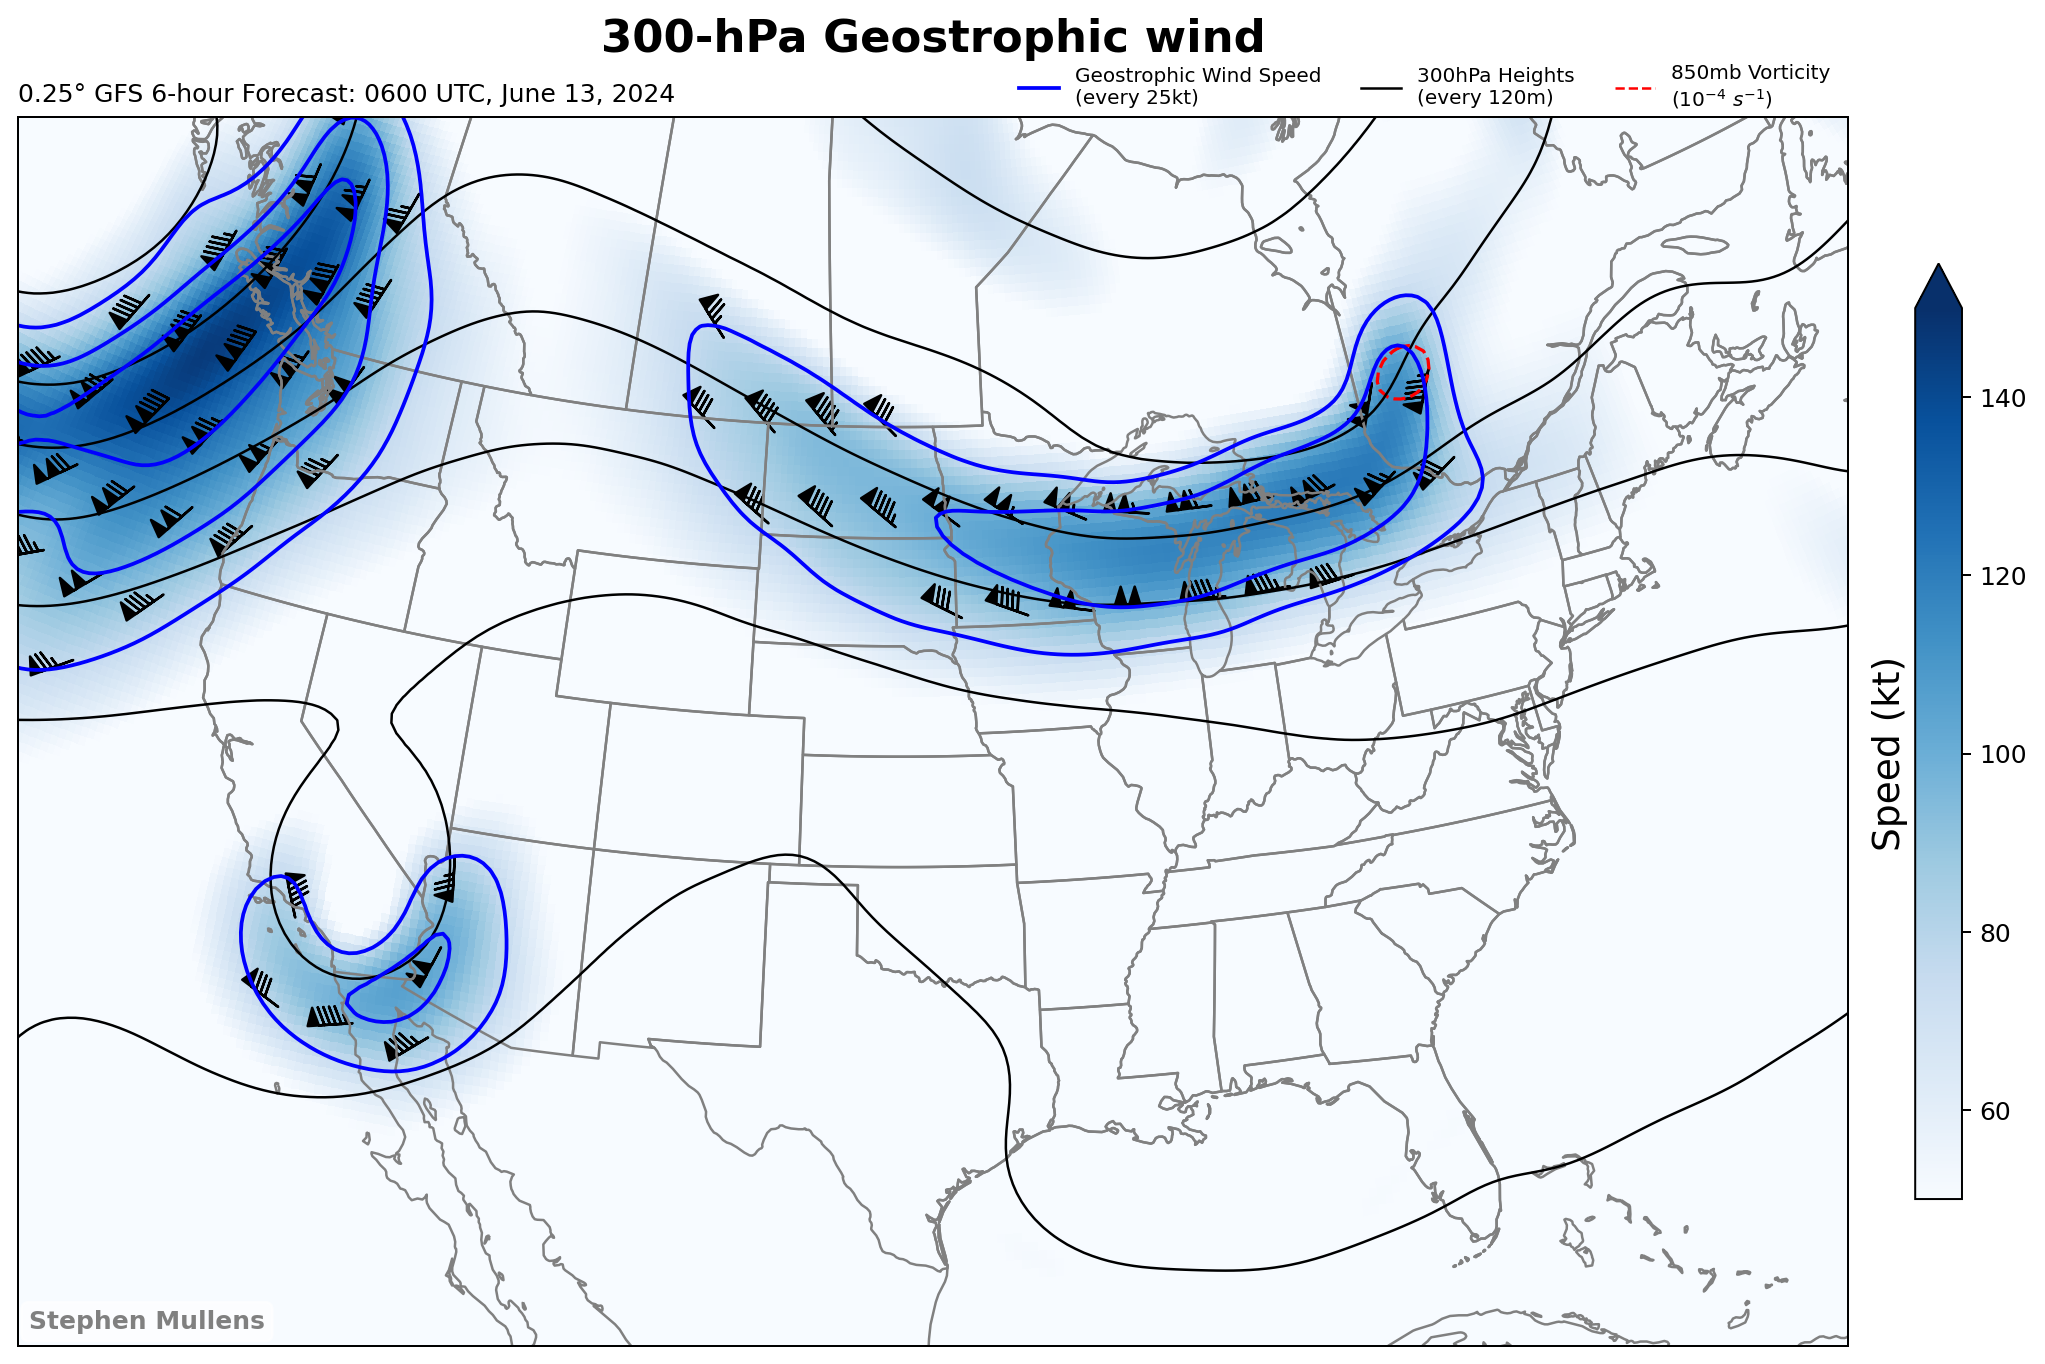 300-hPa Geostrophic wind
0.25° GFS 6-hour Forecast: 0600 UTC, June 13, 2024
Geostrophic Wind Speed
(every 25kt)
300hPa Heights
(every 120m)
850mb Vorticity
(10⁻⁴ s⁻¹)
140
120
100
80
60
Speed (kt)
Stephen Mullens